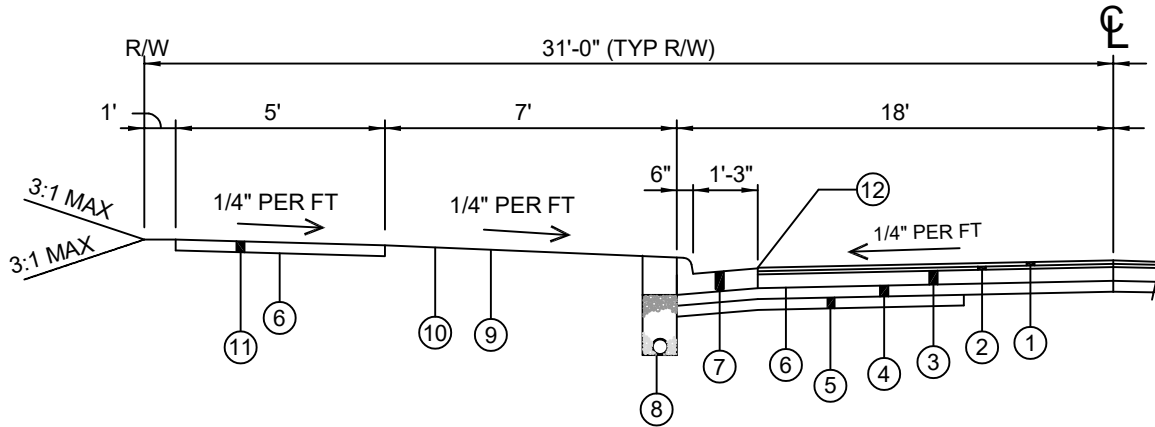 R/W
31'-0" (TYP R/W)
CL
1'
5'
7'
18'
6"
1'-3"
12
3:1 MAX
3:1 MAX
1/4" PER FT
1/4" PER FT
1/4" PER FT
11
6
10
9
8
7
6
5
4
3
2
1